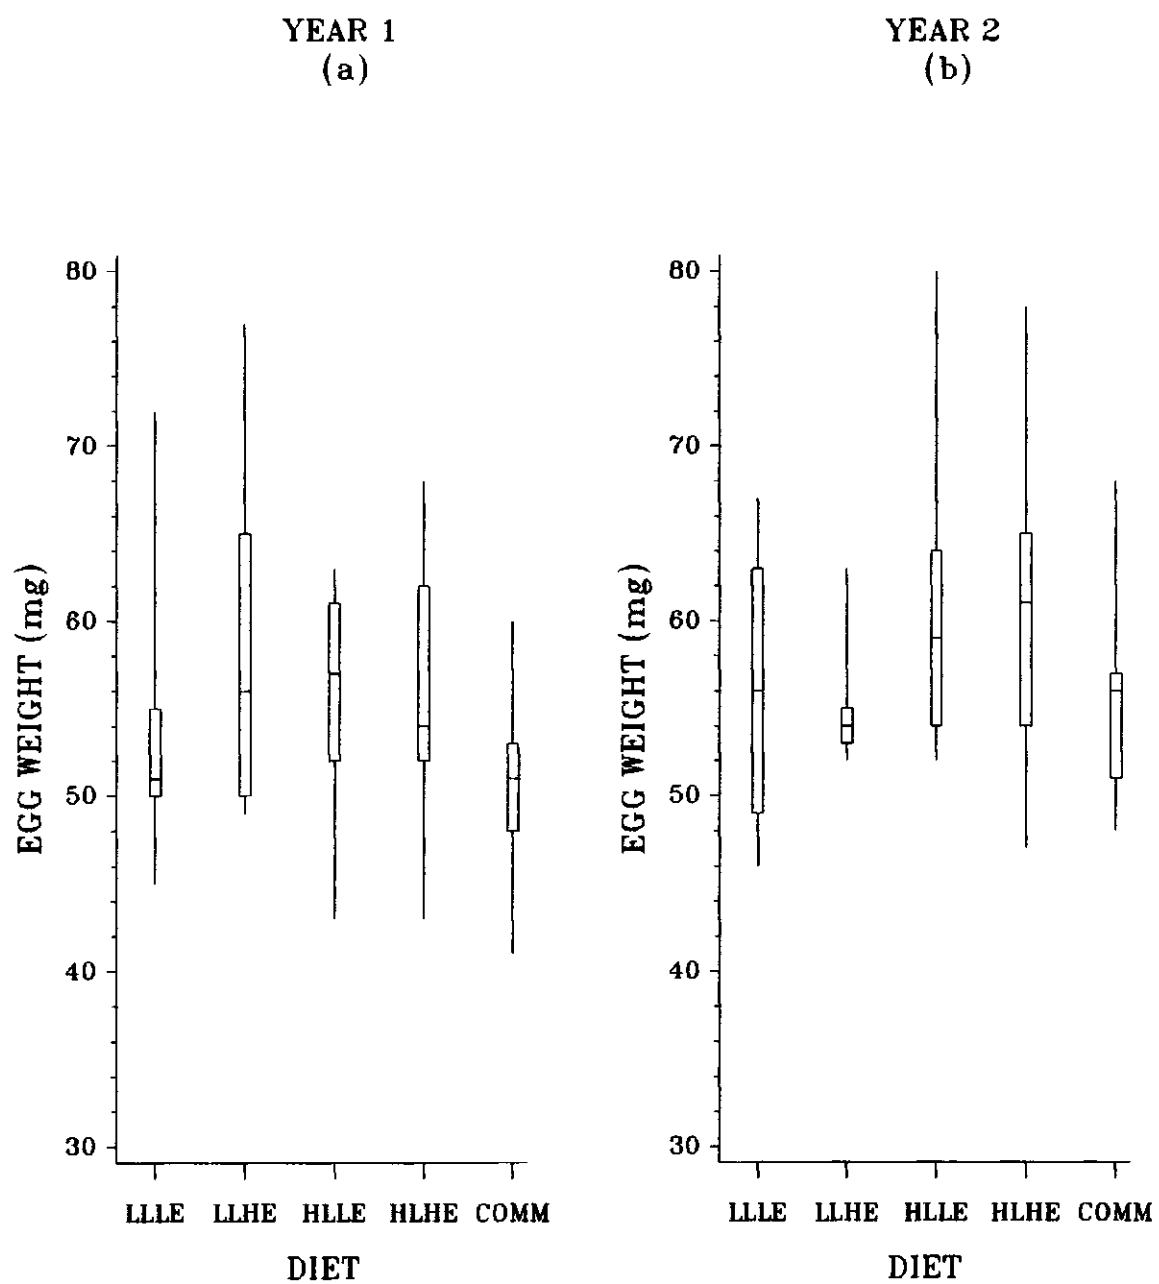 YEAR 1
(a)
80
70
60
50
40
30
EGG WEIGHT (mg)
LLLE LLHE HLLE HLHE COMM
DIET
YEAR 2
(b)
80
70
60
50
40
30
EGG WEIGHT (mg)
LLLE LLHE HLLE HLHE COMM
DIET